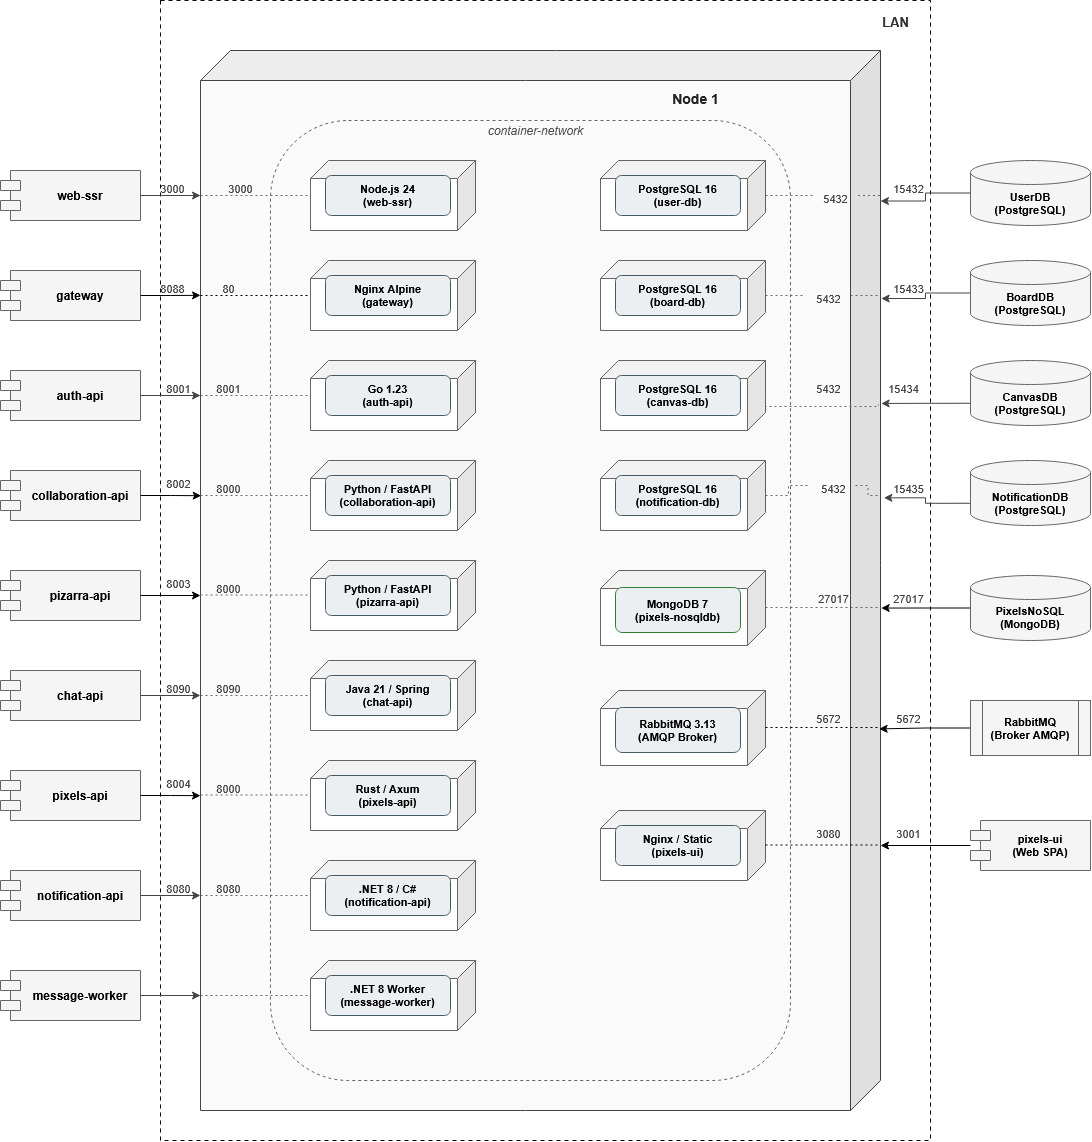 LAN
Node 1
container-network
web-ssr
3000
3000
Node.js 24
(web-ssr)
PostgreSQL 16
(user-db)
5432
15432
UserDB
(PostgreSQL)
gateway
8088
80
Nginx Alpine
(gateway)
PostgreSQL 16
(board-db)
5432
15433
BoardDB
(PostgreSQL)
auth-api
8001
8001
Go 1.23
(auth-api)
PostgreSQL 16
(canvas-db)
5432
15434
CanvasDB
(PostgreSQL)
collaboration-api
8002
8000
Python / FastAPI
(collaboration-api)
PostgreSQL 16
(notification-db)
5432
15435
NotificationDB
(PostgreSQL)
pizarra-api
8003
8000
Python / FastAPI
(pizarra-api)
MongoDB 7
(pixels-nosqldb)
27017
27017
PixelsNoSQL
(MongoDB)
chat-api
8090
8090
Java 21 / Spring
(chat-api)
RabbitMQ 3.13
(AMQP Broker)
5672
5672
RabbitMQ
(Broker AMQP)
pixels-api
8004
8000
Rust / Axum
(pixels-api)
Nginx / Static
(pixels-ui)
3080
3001
pixels-ui
(Web SPA)
notification-api
8080
8080
.NET 8 / C#
(notification-api)
message-worker
.NET 8 Worker
(message-worker)